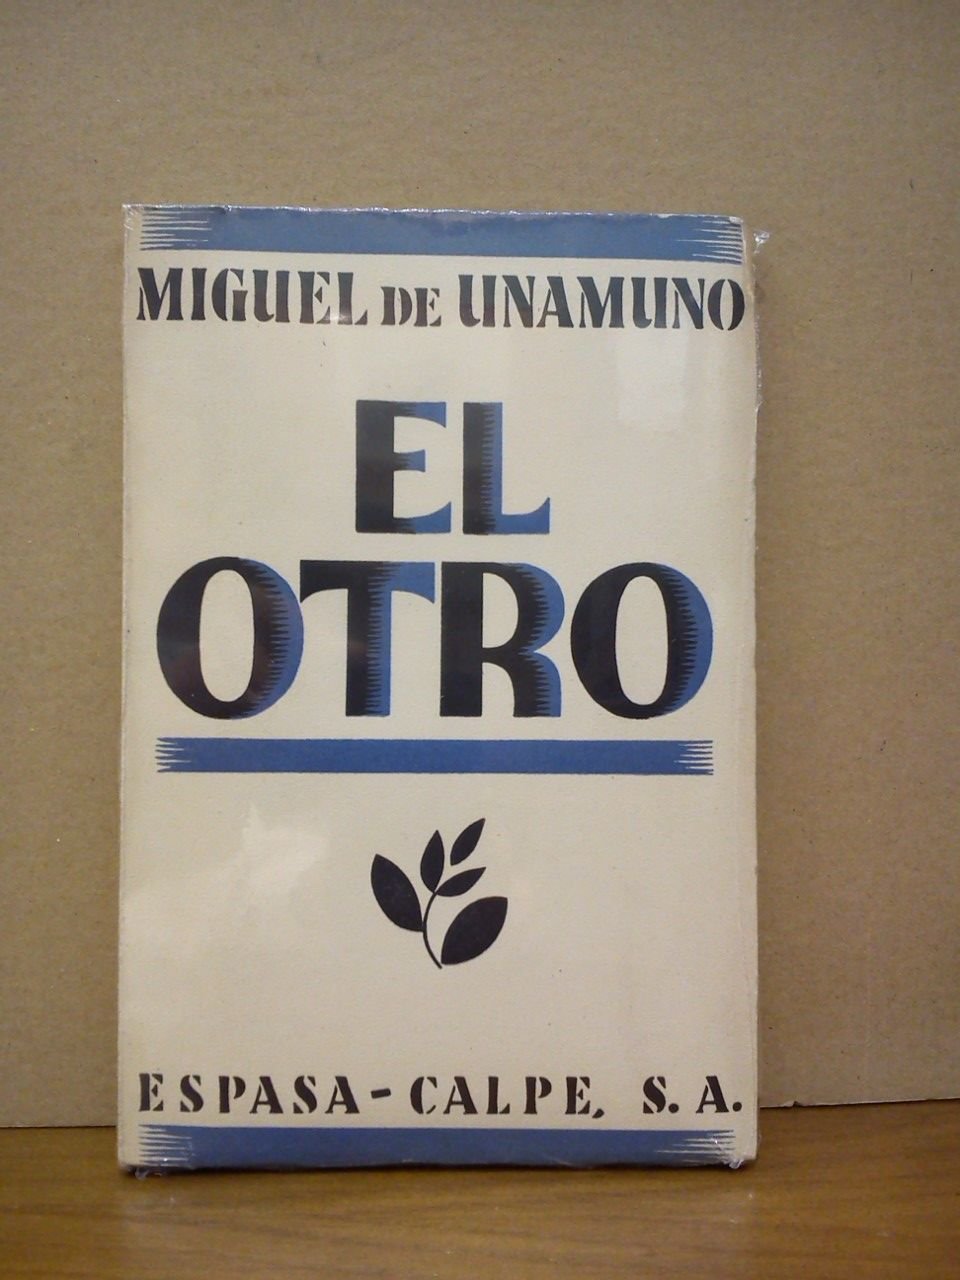 MIGUEL DE UNAMUNO
EL
OTRO
ESPASA-CALPE, S. A.